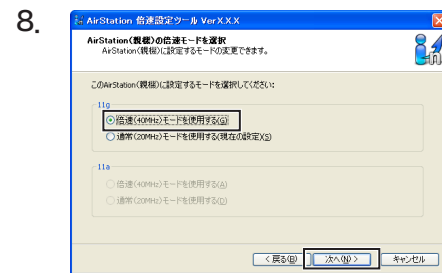 8.
AirStation 倍速設定ツール VerX.X.X
AirStation(親機)の倍速モードを選択
AirStation(親機)に設定するモードの変更できます。
このAirStation(親機)に設定するモードを選択してください:
11g
倍速(40MHz)モードを使用する(G)
通常(20MHz)モードを使用する(現在の設定)(S)
11a
倍速(40MHz)モードを使用する(A)
通常(20MHz)モードを使用する(D)
< 戻る(B) 次へ(N) > キャンセル